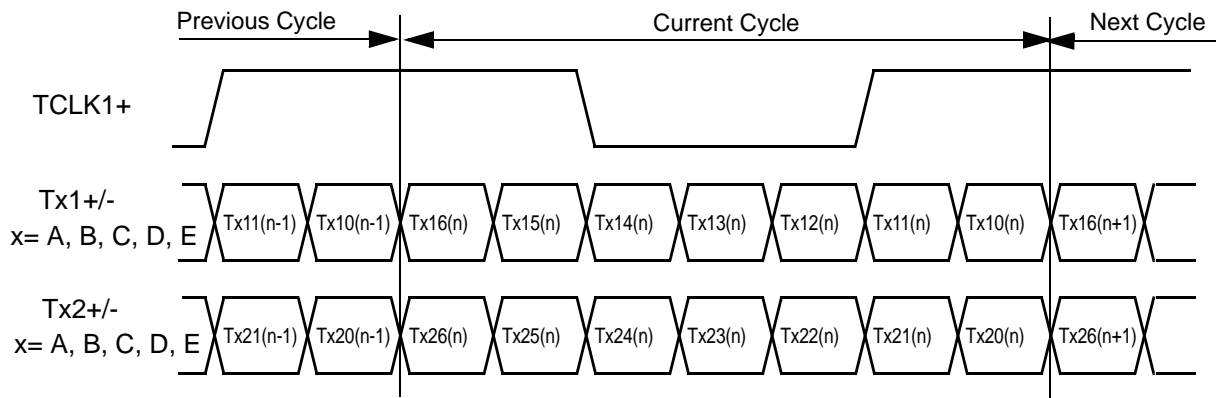 Previous Cycle Current Cycle Next Cycle
TCLK1+
Tx1+/-
x= A, B, C, D, E
Tx11(n-1) Tx10(n-1) Tx16(n) Tx15(n) Tx14(n) Tx13(n) Tx12(n) Tx11(n) Tx10(n) Tx16(n+1)
Tx2+/-
x= A, B, C, D, E
Tx21(n-1) Tx20(n-1) Tx26(n) Tx25(n) Tx24(n) Tx23(n) Tx22(n) Tx21(n) Tx20(n) Tx26(n+1)